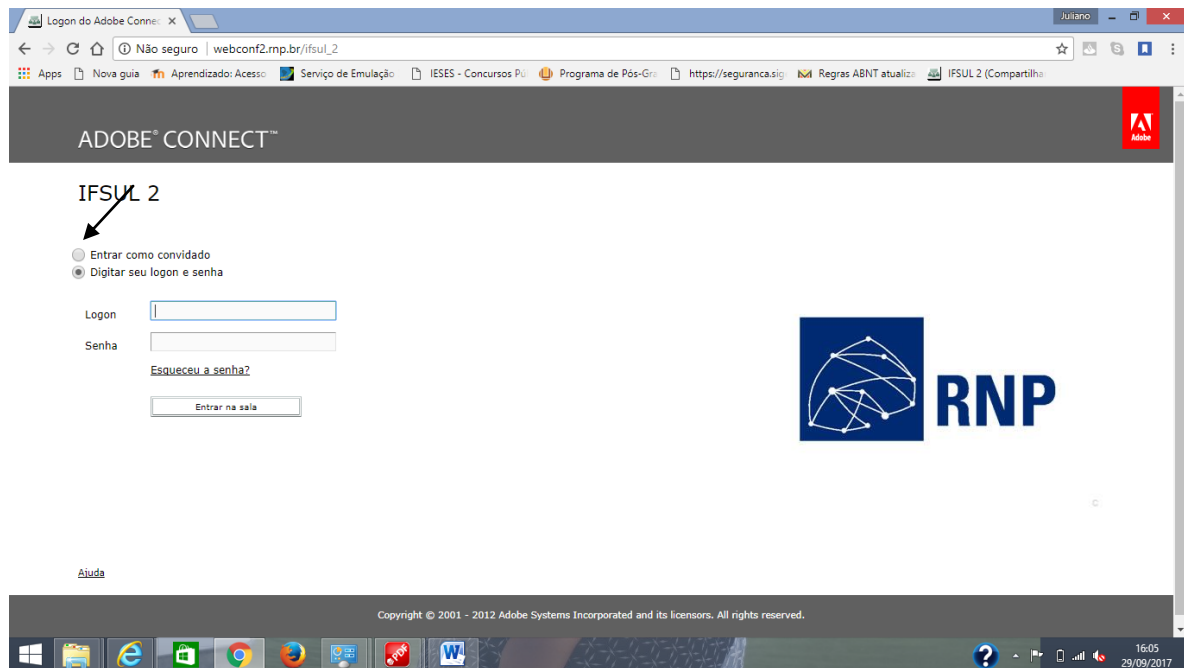 Logon do Adobe Connec
Juliano
Não seguro | webconf2.rnp.br/ifsul_2
Apps Nova guia Aprendizado: Acesso Serviço de Emulação IESES - Concursos Pú Programa de Pós-Gra https://seguranca.sig Regras ABNT atualiza IFSUL 2 (Compartilha
ADOBE® CONNECT™
Adobe
IFSUL 2
Entrar como convidado
Digitar seu logon e senha
Logon
Senha
Esqueceu a senha?
Entrar na sala
RNP
©
Ajuda
Copyright © 2001 - 2012 Adobe Systems Incorporated and its licensors. All rights reserved.
PDF
16:05
29/09/2017